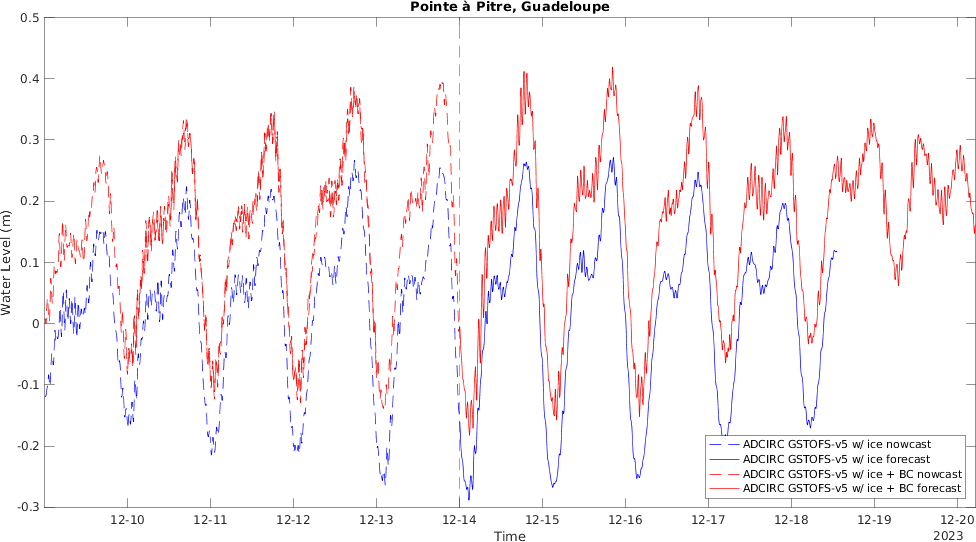 Pointe à Pitre, Guadeloupe
0.5
0.4
0.3
0.2
0.1
0
-0.1
-0.2
-0.3
Water Level (m)
ADCIRC GSTOFS-v5 w/ ice nowcast
ADCIRC GSTOFS-v5 w/ ice forecast
ADCIRC GSTOFS-v5 w/ ice + BC nowcast
ADCIRC GSTOFS-v5 w/ ice + BC forecast
12-10 12-11 12-12 12-13 12-14 12-15 12-16 12-17 12-18 12-19 12-20
Time
2023